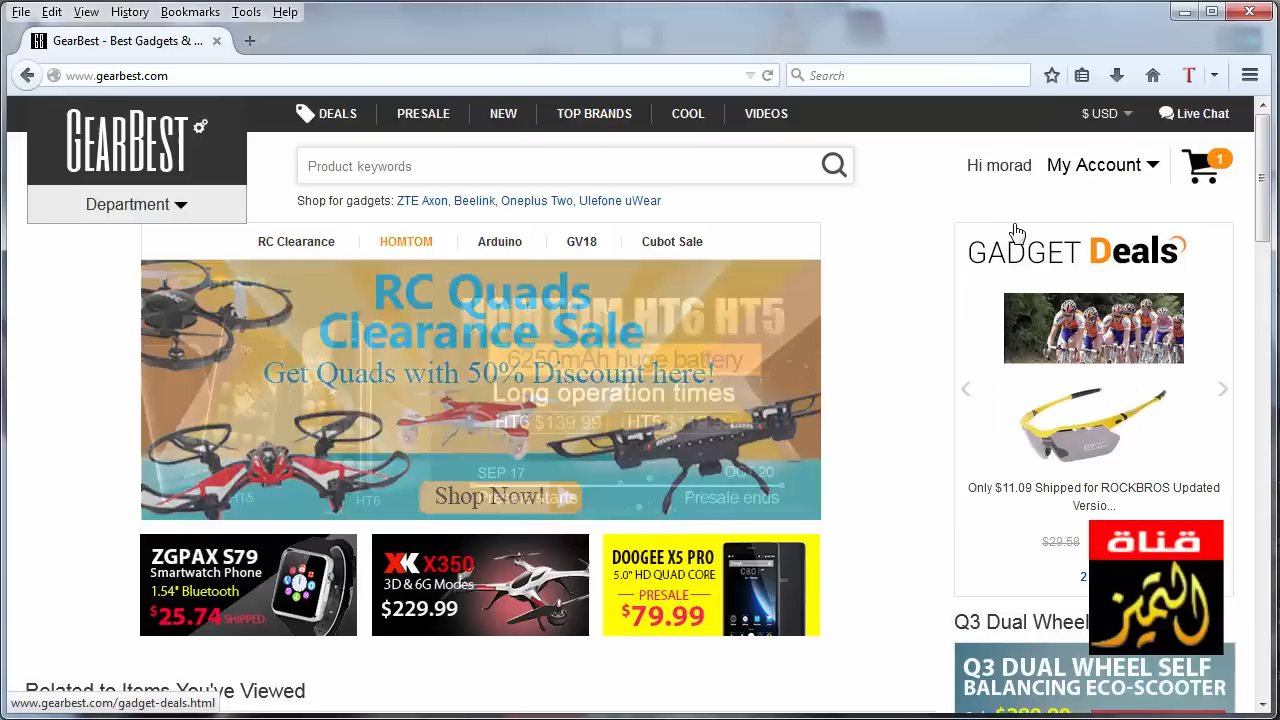 File Edit View History Bookmarks Tools Help
GearBest - Best Gadgets & ...
www.gearbest.com
Search
T
GEARBEST
DEALS PRESALE NEW TOP BRANDS COOL VIDEOS
$ USD Live Chat
Product keywords
Hi morad My Account 1
Department
Shop for gadgets: ZTE Axon, Beelink, Oneplus Two, Ulefone uWear
RC Clearance HOMTOM Arduino GV18 Cubot Sale
GADGET Deals
RC Quads
Clearance Sale
HT6 HT5
6250mAh huge battery
Get Quads with 50% Discount here!
Long operation times
HT6 $139.99 HT5
SEP 17 OCT 20
HT5 HT6
Shop Now!
Presale starts Presale ends
Only $11.09 Shipped for ROCKBROS Updated
Versio...
$29.58
2
ZGPAX S79
Smartwatch Phone
1.54" Bluetooth
$25.74 SHIPPED
XK X350
3D & 6G Modes
$229.99
DOOGEE X5 PRO
5.0" HD QUAD CORE
PRESALE
$79.99
قناة
التميز
Q3 Dual Wheel
Q3 DUAL WHEEL SELF
BALANCING ECO-SCOOTER
Related to Items You've Viewed
www.gearbest.com/gadget-deals.html